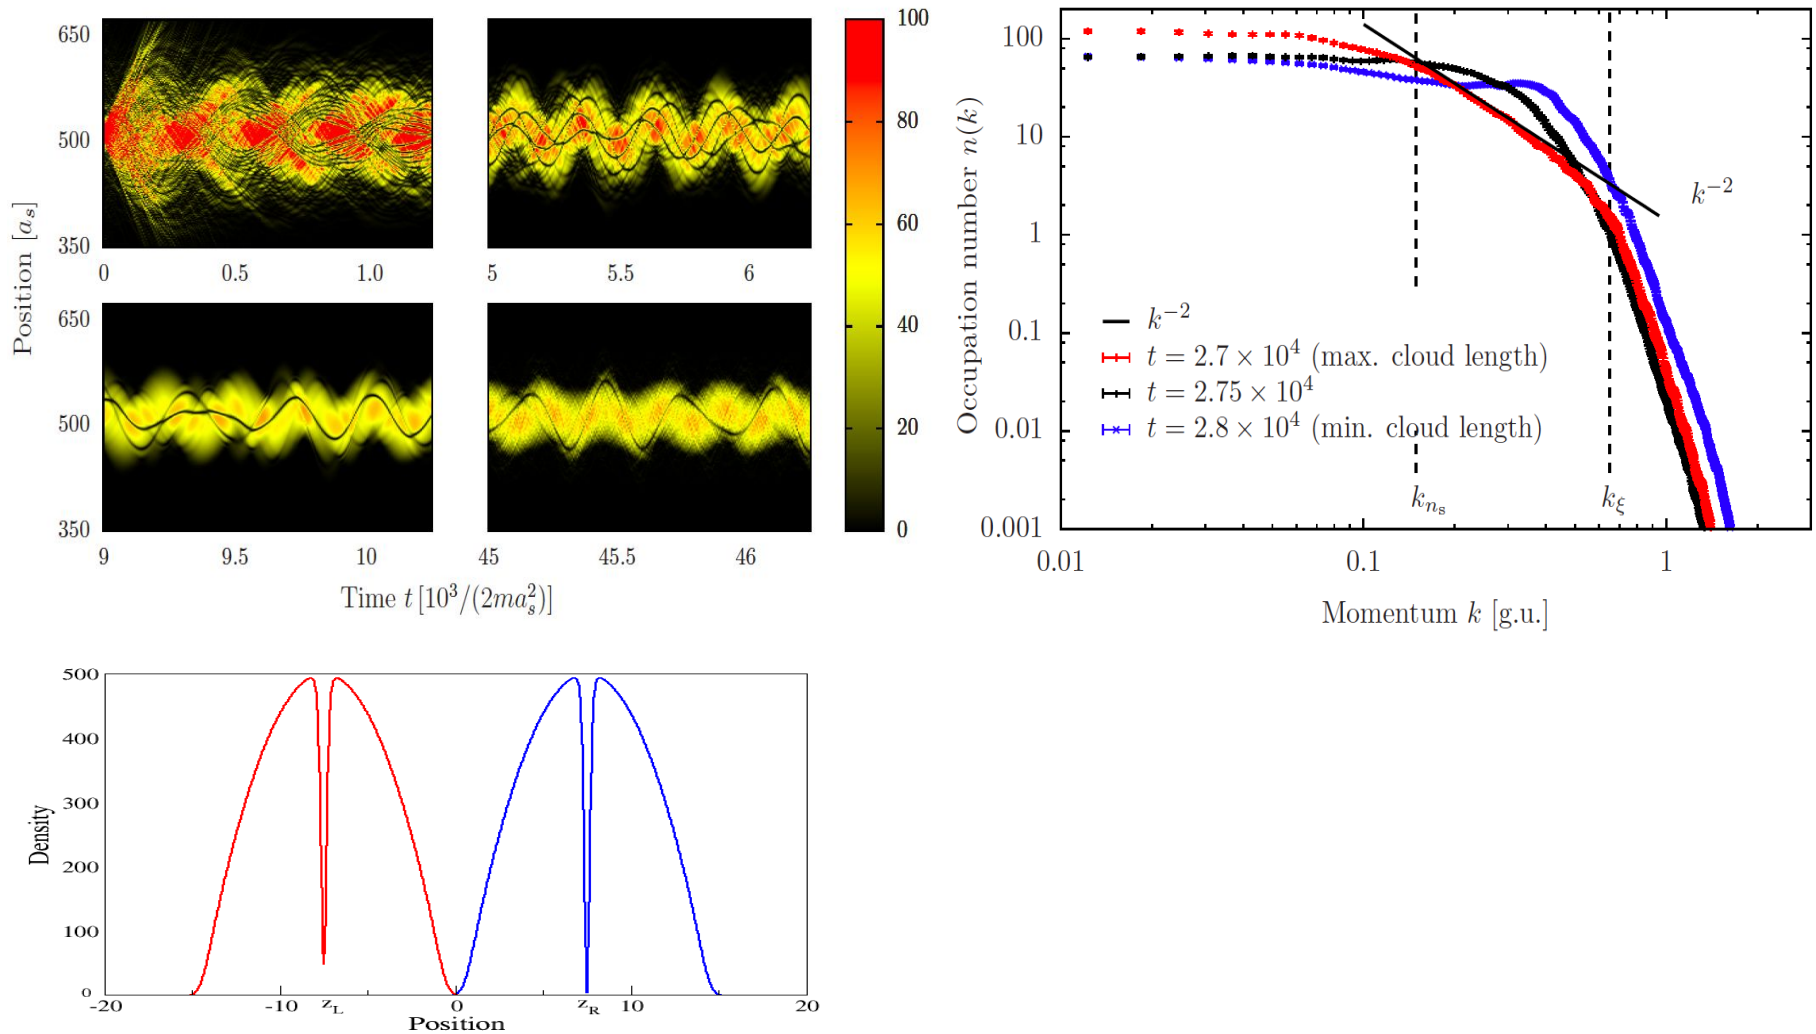 650
500
350
0
0.5
1.0
5
5.5
6
650
500
350
9
9.5
10
45
45.5
46
Position [a_s]
Time t [10^3/(2ma_s^2)]
100
80
60
40
20
0
100
10
1
0.1
0.01
0.001
0.01
0.1
1
Occupation number n(k)
Momentum k [g.u.]
k^{-2}
k^{-2}
t = 2.7 × 10^4 (max. cloud length)
t = 2.75 × 10^4
t = 2.8 × 10^4 (min. cloud length)
k_{n_s}
k_ξ
500
400
300
200
100
0
-20
-10
z_L
0
z_R
10
20
Density
Position